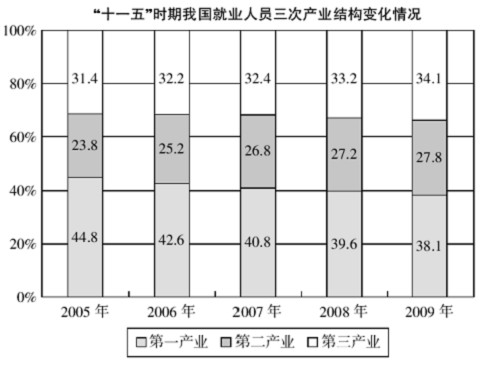 “十一五”时期我国就业人员三次产业结构变化情况
100%
31.4 32.2 32.4 33.2 34.1
80%
60%
23.8 25.2 26.8 27.2 27.8
40%
44.8 42.6 40.8 39.6 38.1
20%
0%
2005 年 2006 年 2007 年 2008 年 2009 年
第一产业 第二产业 第三产业